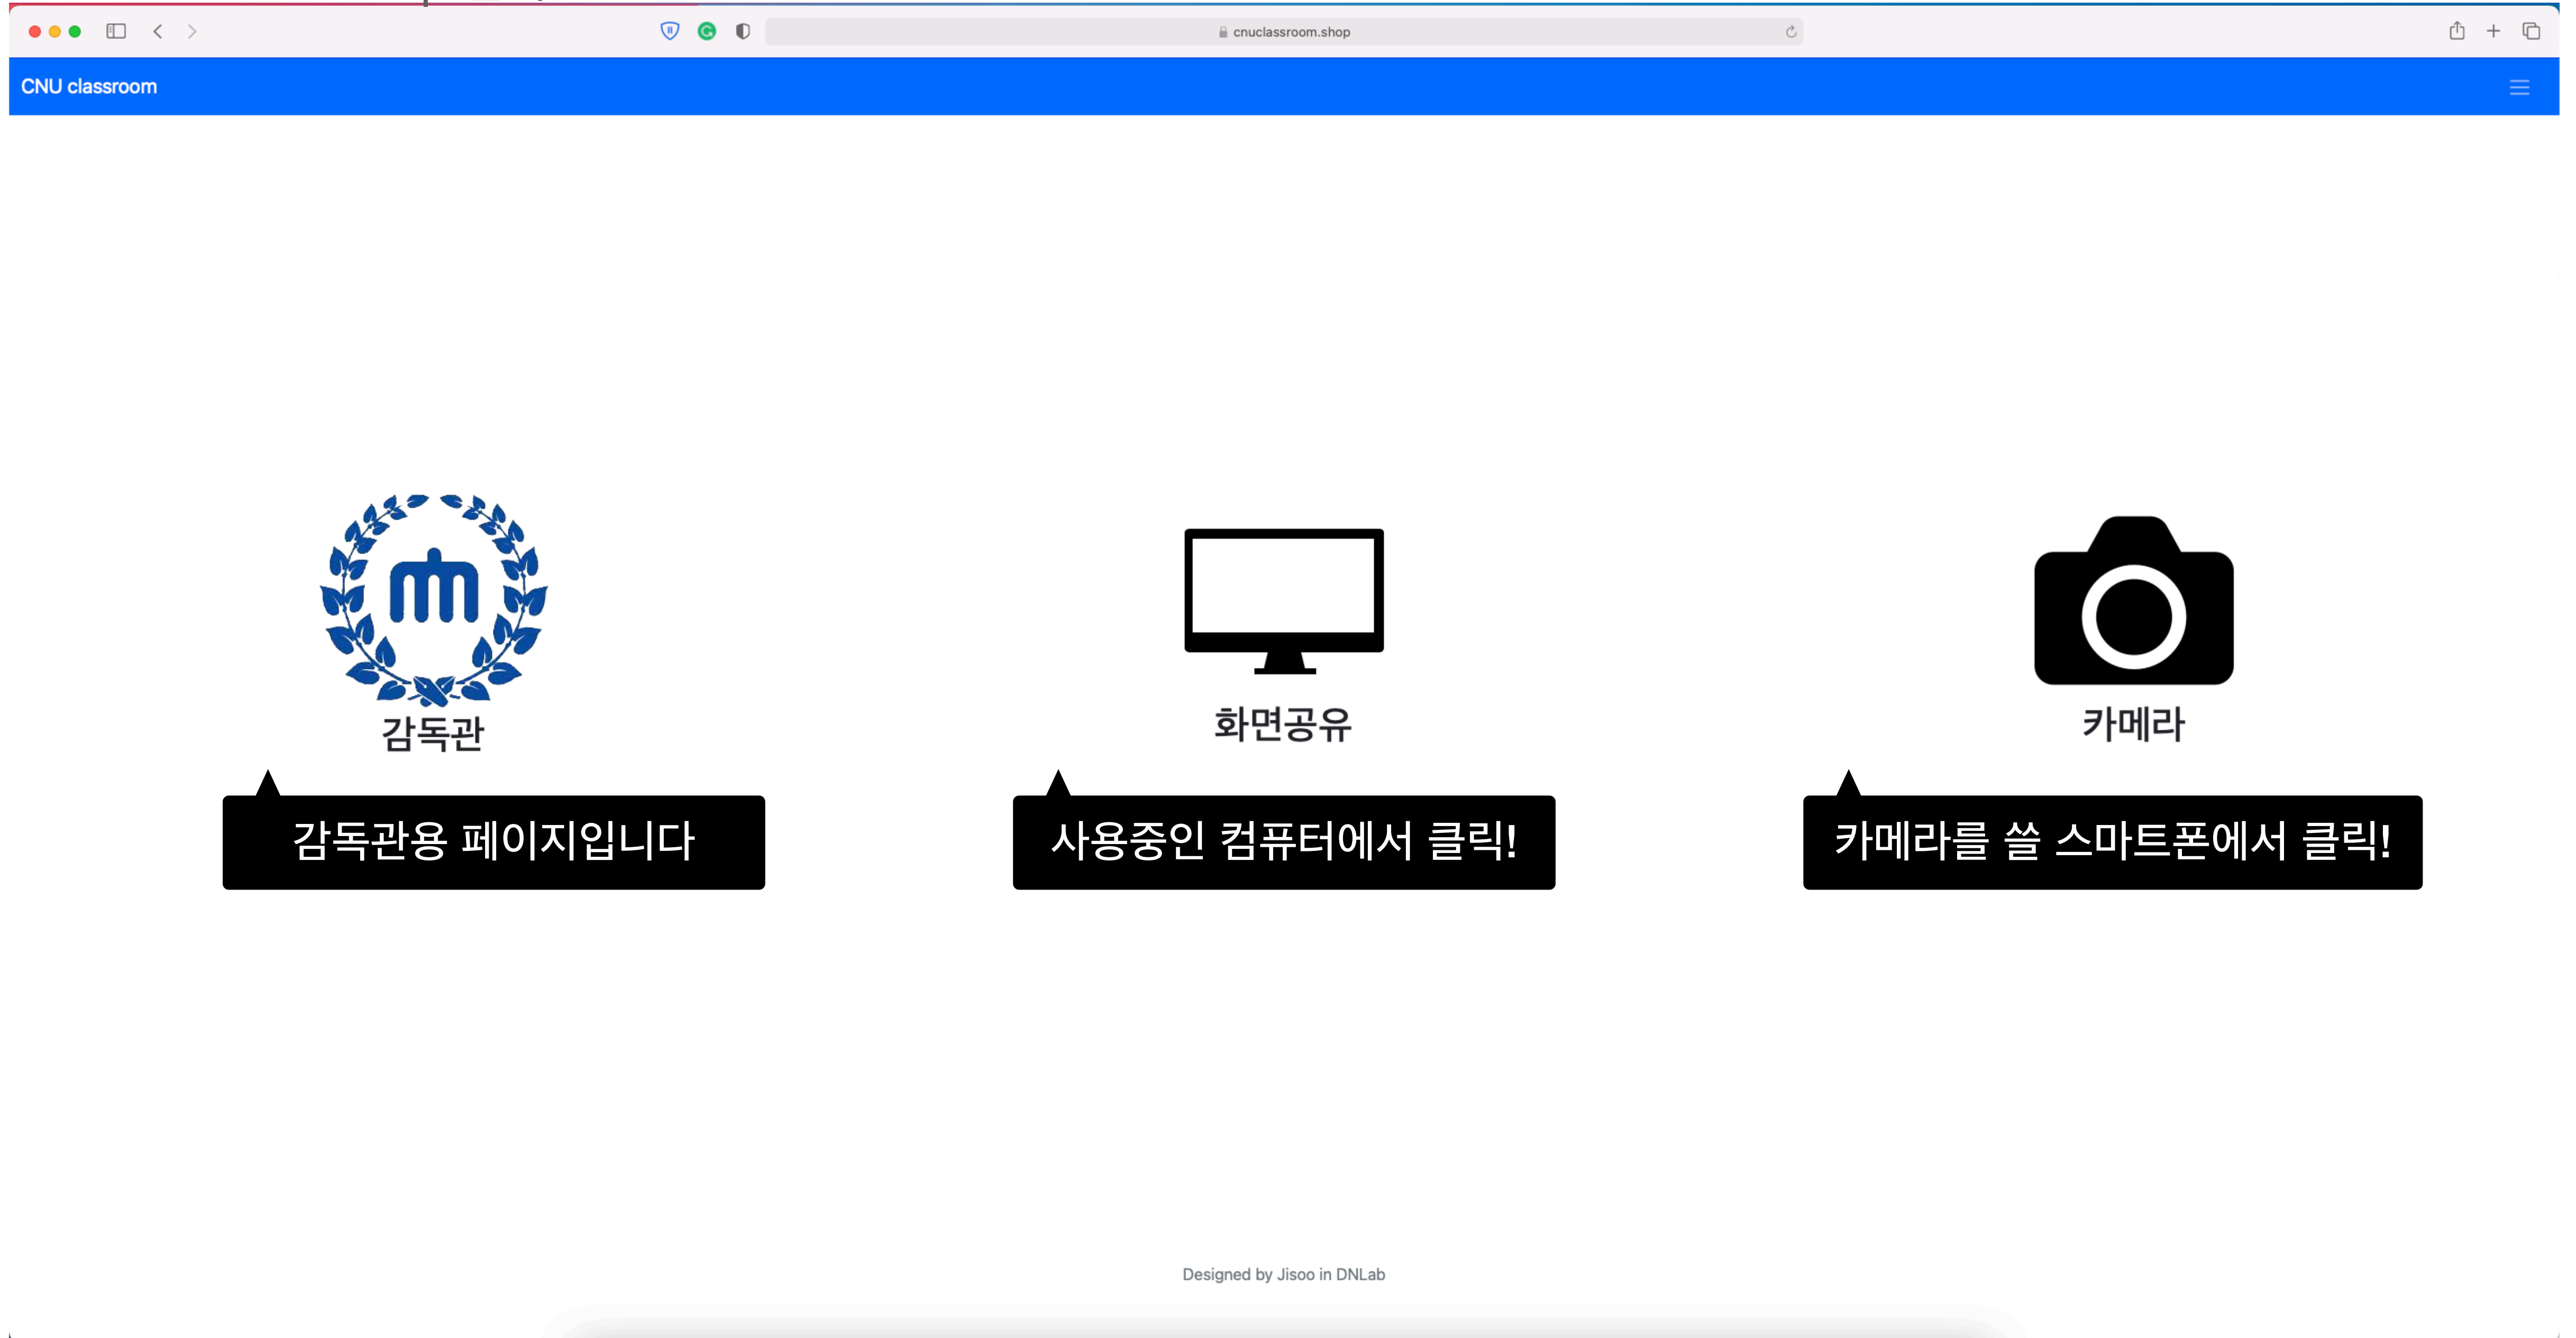 cnuclassroom.shop
CNU classroom
감독관
화면공유
카메라
감독관용 페이지입니다
사용중인 컴퓨터에서 클릭!
카메라를 쓸 스마트폰에서 클릭!
Designed by Jisoo in DNLab